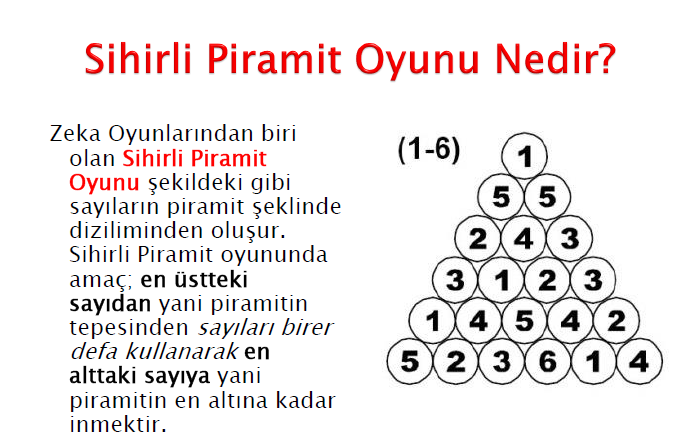 Sihirli Piramit Oyunu Nedir?
Zeka Oyunlarından biri
olan Sihirli Piramit
Oyunu şekildeki gibi
sayıların piramit şeklinde
diziliminden oluşur.
Sihirli Piramit oyununda
amaç; en üstteki
sayıdan yani piramitin
tepesinden sayıları birer
defa kullanarak en
alttaki sayıya yani
piramitin en altına kadar
inmektir.
(1-6)
1
5 5
2 4 3
3 1 2 3
1 4 5 4 2
5 2 3 6 1 4